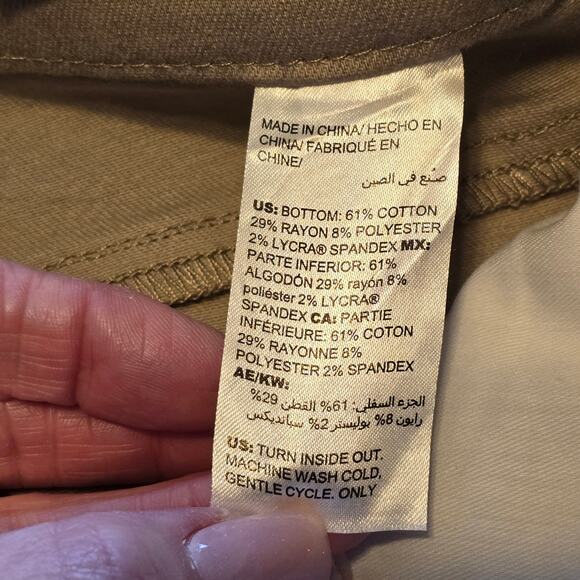 MADE IN CHINA/ HECHO EN
CHINA/ FABRIQUÉ EN
CHINE/
صنع في الصين
US: BOTTOM: 61% COTTON
29% RAYON 8% POLYESTER
2% LYCRA® SPANDEX MX:
PARTE INFERIOR: 61%
ALGODÓN 29% rayón 8%
poliéster 2% LYCRA®
SPANDEX CA: PARTIE
INFÉRIEURE: 61% COTON
29% RAYONNE 8%
POLYESTER 2% SPANDEX
AE/KW:
الجزء السفلي: 61% القطن 29%
رايون 8% بوليستر 2% سبانديكس
US: TURN INSIDE OUT.
MACHINE WASH COLD,
GENTLE CYCLE. ONLY